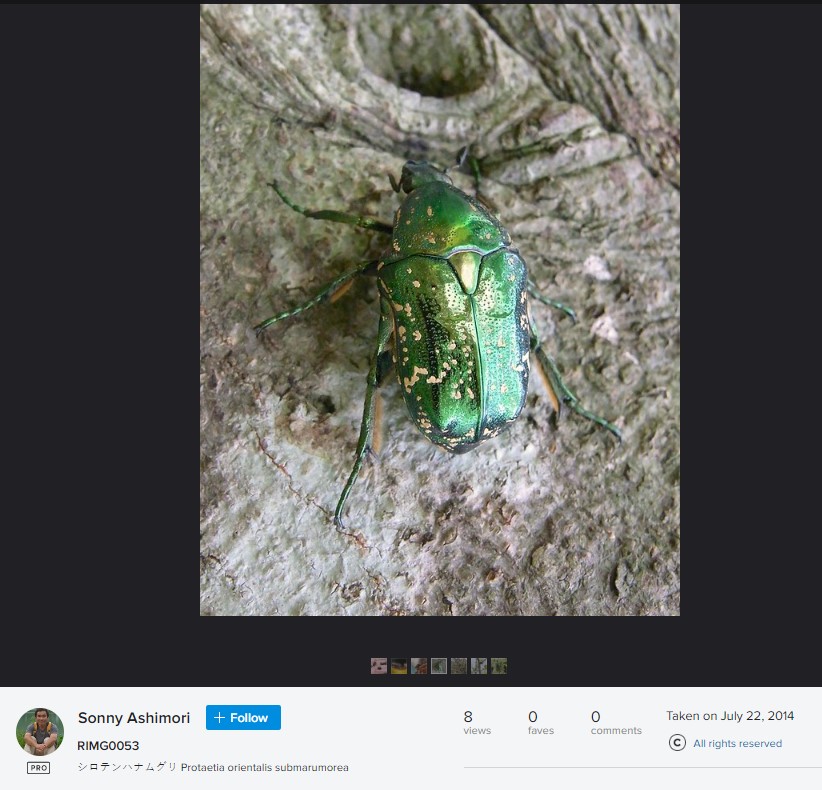 Sonny Ashimori
+ Follow
RIMG0053
PRO
シロテンハナムグリ Protaetia orientalis submarumorea
8
views
0
faves
0
comments
Taken on July 22, 2014
© All rights reserved